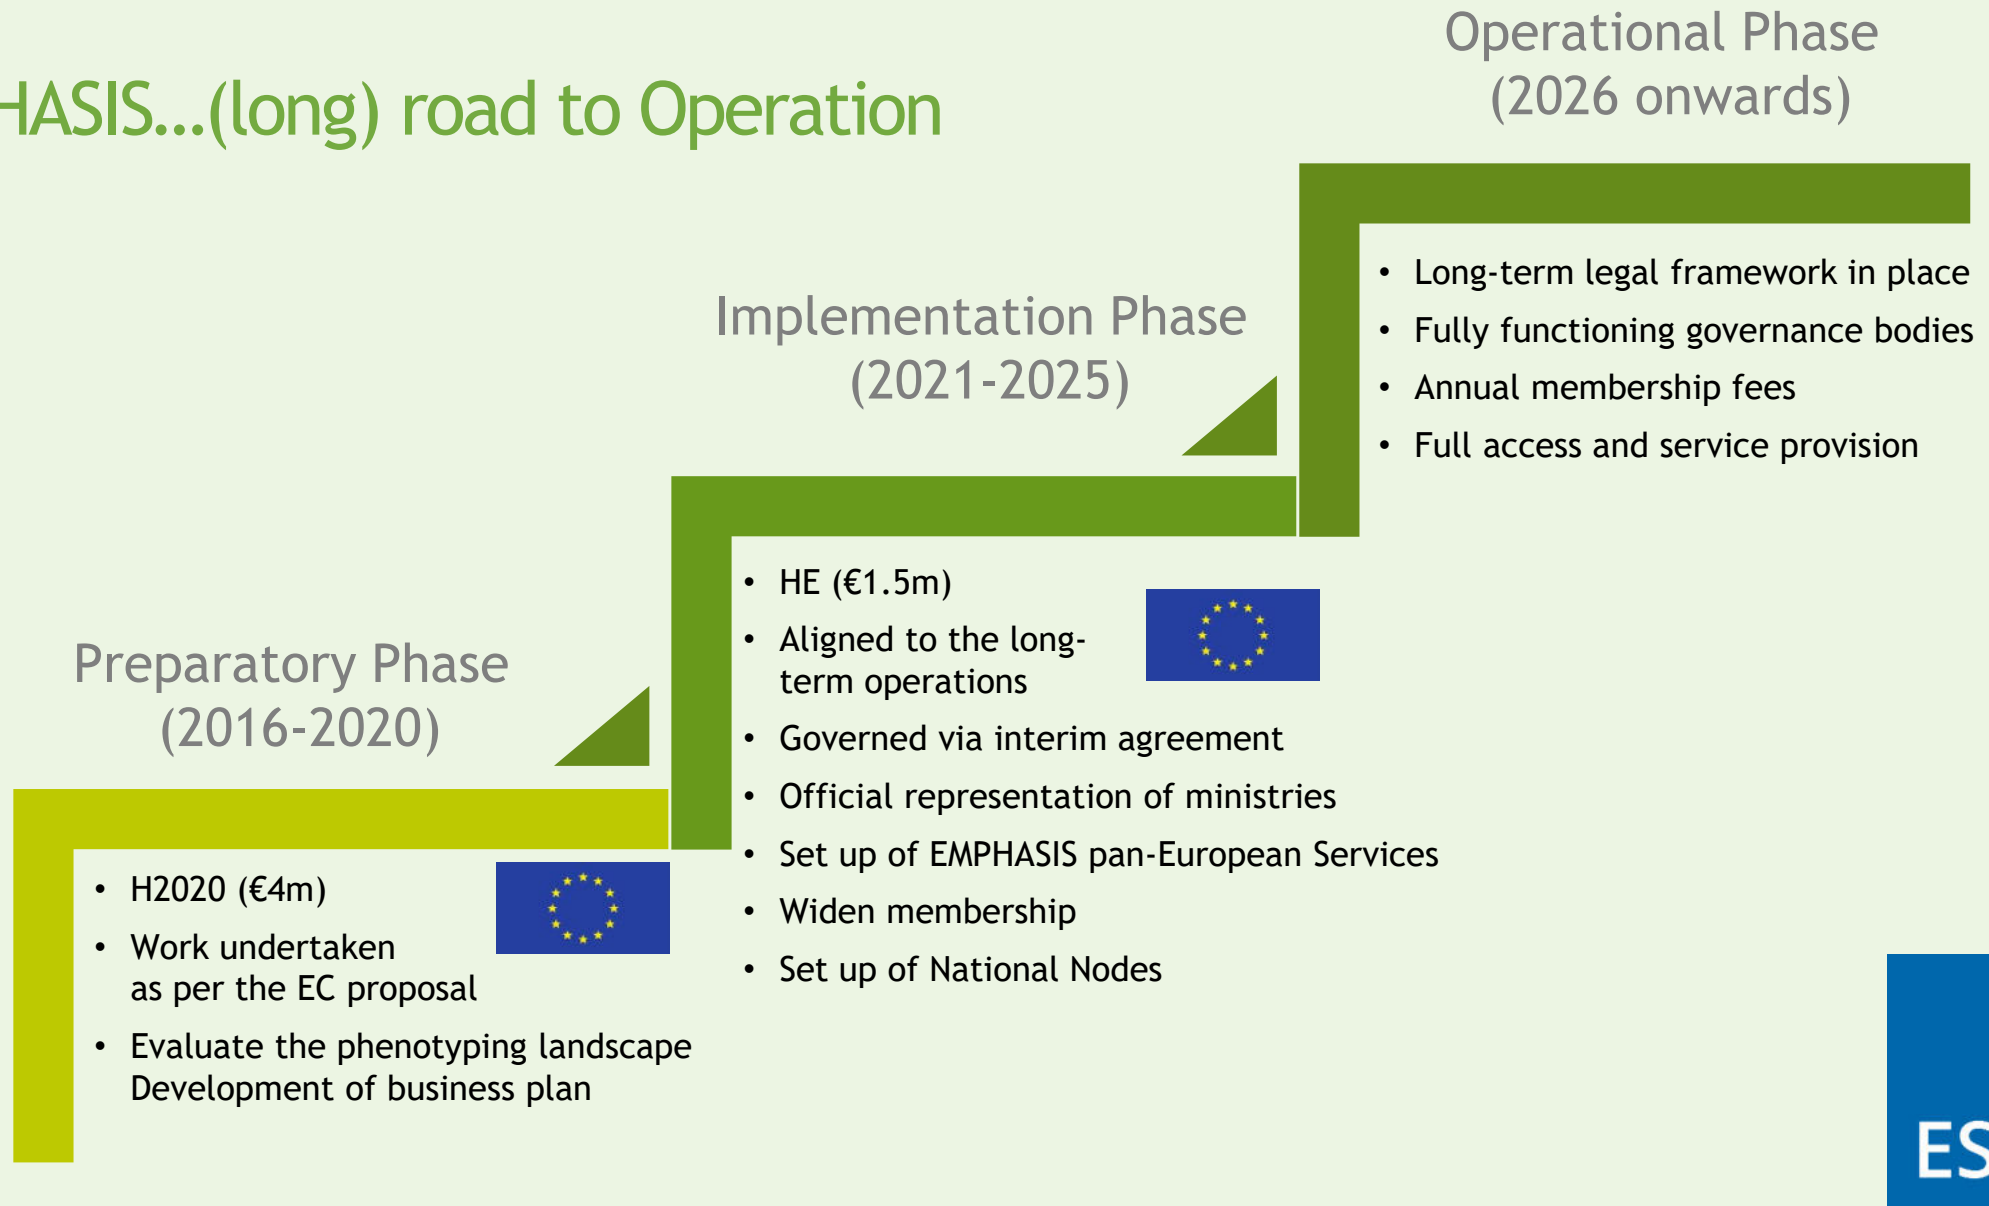 HASIS...(long) road to Operation
Operational Phase
(2026 onwards)
• Long-term legal framework in place
• Fully functioning governance bodies
• Annual membership fees
• Full access and service provision
Implementation Phase
(2021-2025)
• HE (€1.5m)
• Aligned to the long-
term operations
• Governed via interim agreement
• Official representation of ministries
• Set up of EMPHASIS pan-European Services
• Widen membership
• Set up of National Nodes
Preparatory Phase
(2016-2020)
• H2020 (€4m)
• Work undertaken
as per the EC proposal
• Evaluate the phenotyping landscape
Development of business plan
ES